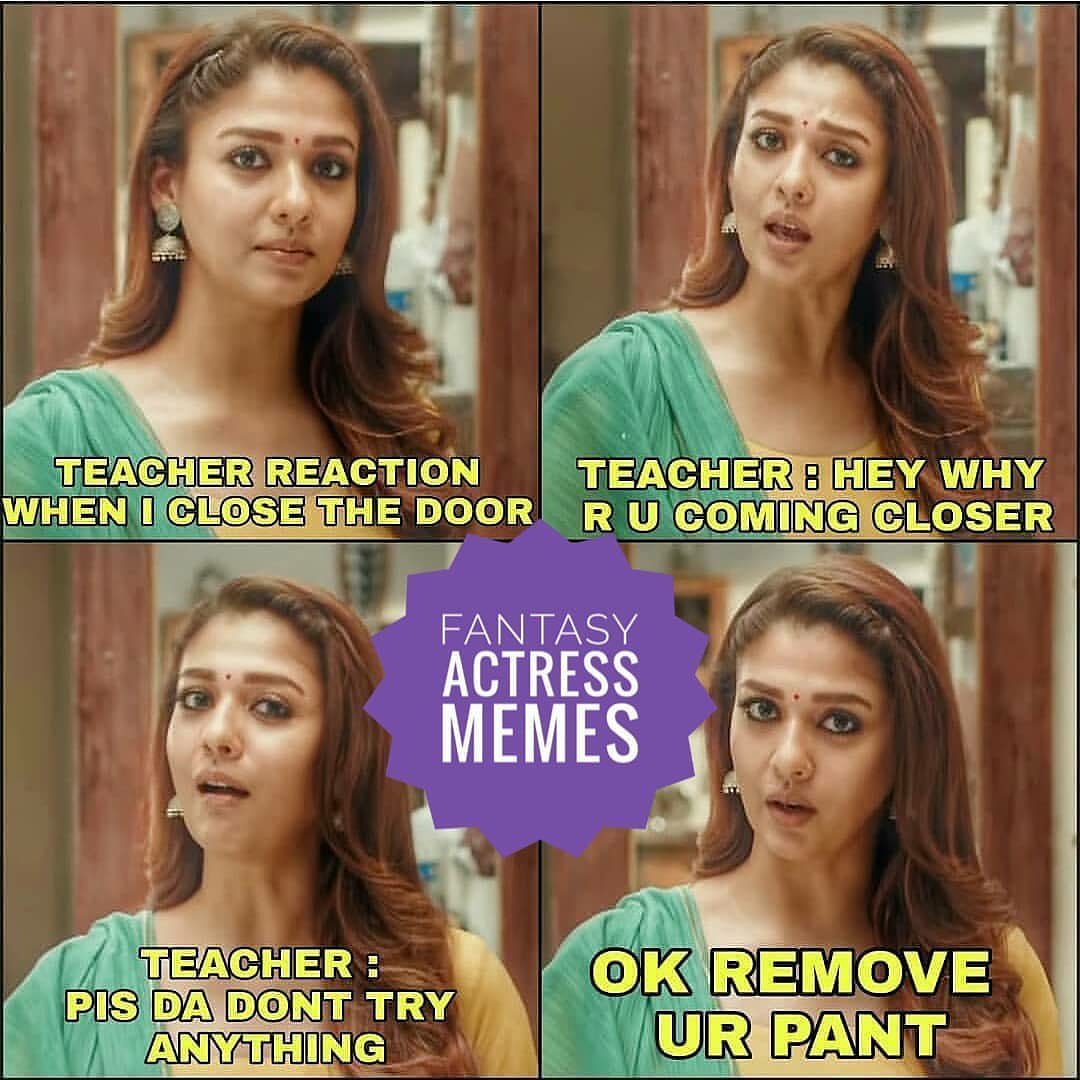 TEACHER REACTION
WHEN I CLOSE THE DOOR
TEACHER : HEY WHY
R U COMING CLOSER
FANTASY
ACTRESS
MEMES
TEACHER :
PIS DA DONT TRY
ANYTHING
OK REMOVE
UR PANT